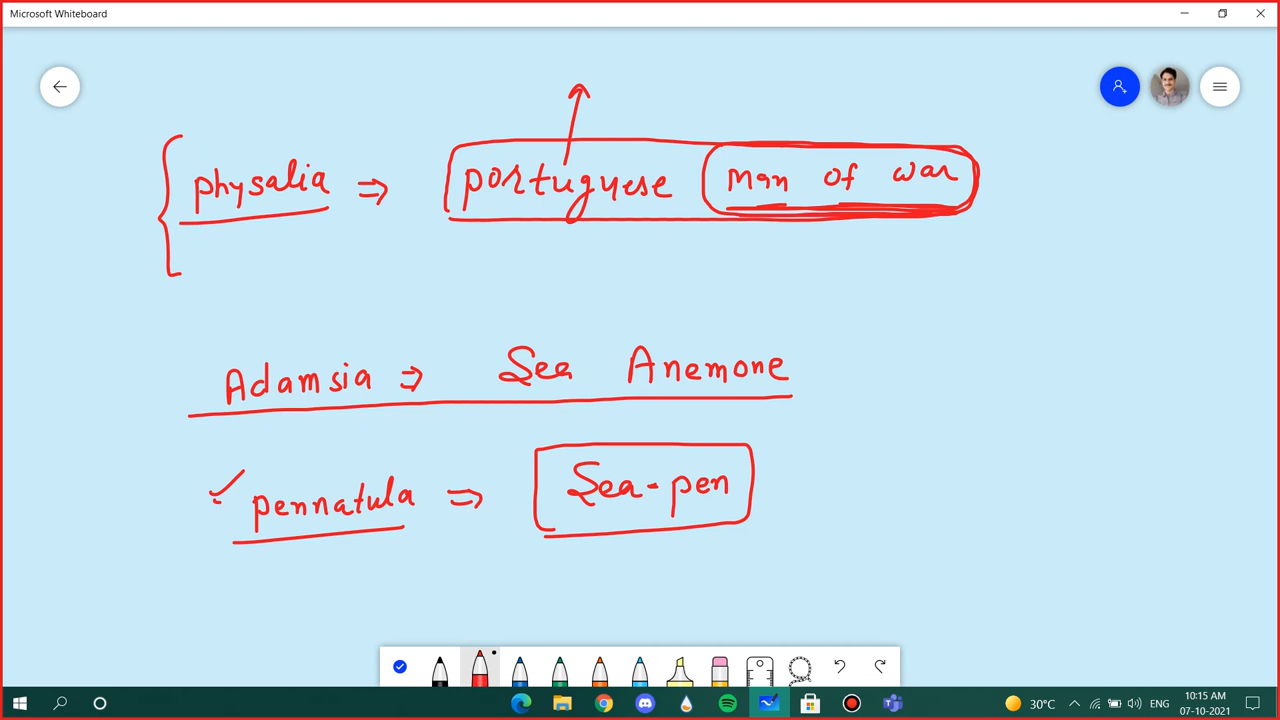 Microsoft Whiteboard
physalia ⇒ portuguese man of war
Adamsia ⇒ Sea Anemone
pennatula ⇒ Sea-pen
30°C ENG 10:15 AM
07-10-2021